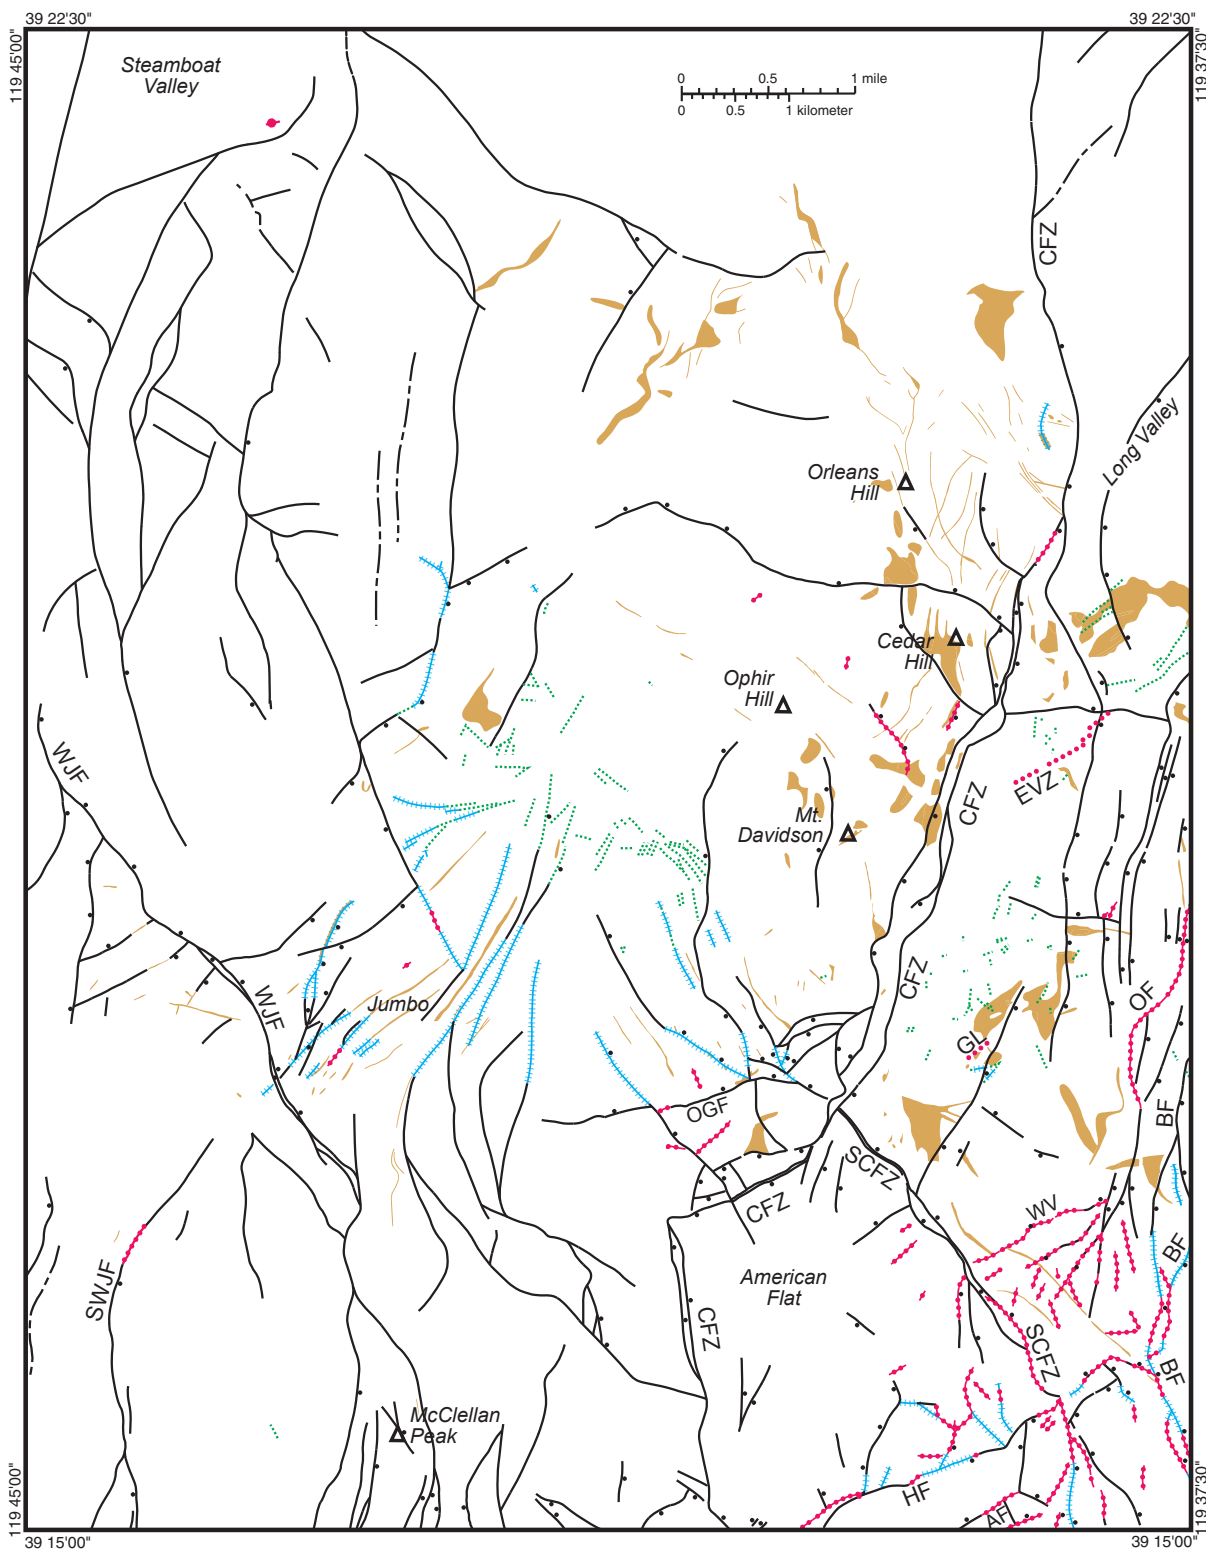 39 22'30"
39 22'30"
119 45'00"
119 37'30"
Steamboat
Valley
0 0.5 1 mile
0 0.5 1 kilometer
CFZ
Long Valley
Orleans
Hill
Cedar
Hill
Ophir
Hill
WJF
EVZ
CFZ
Mt.
Davidson
CFZ
WJF
Jumbo
OF
GL
OGF
BF
SCFZ
CFZ
WV
BF
SWJF
American
Flat
CFZ
SCFZ
BF
McClellan
Peak
HF
AF
119 45'00"
119 37'30"
39 15'00"
39 15'00"